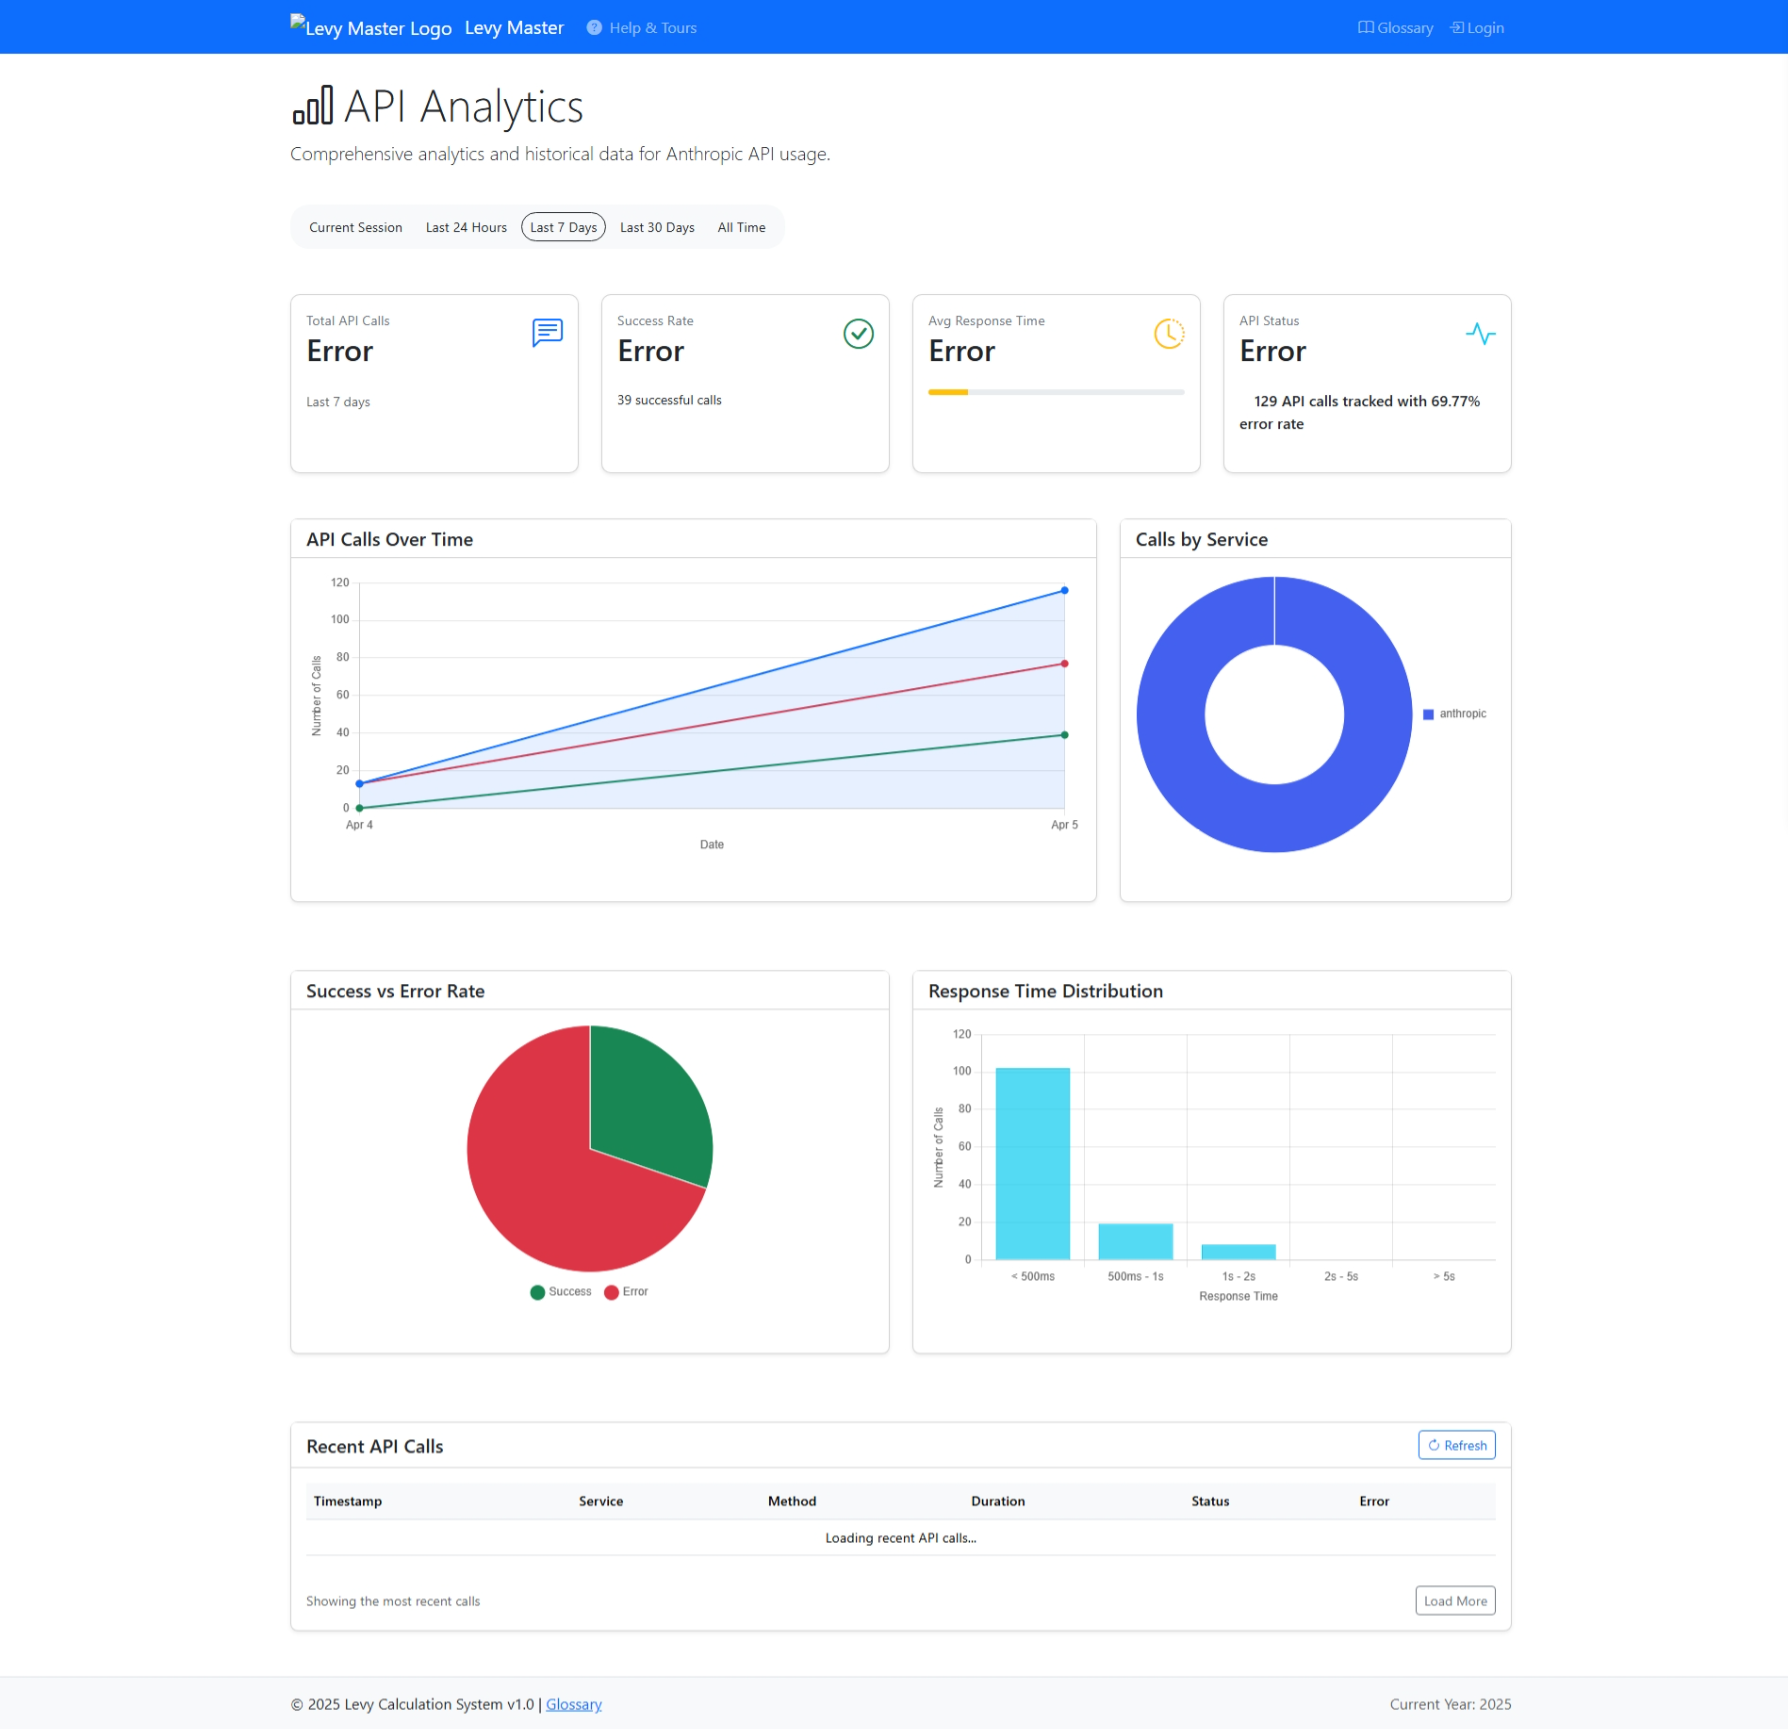 Levy Master Logo Levy Master Help & Tours Glossary Login
API Analytics
Comprehensive analytics and historical data for Anthropic API usage.
Current Session Last 24 Hours Last 7 Days Last 30 Days All Time
Total API Calls
Error
Last 7 days
Success Rate
Error
39 successful calls
Avg Response Time
Error
API Status
Error
129 API calls tracked with 69.77%
error rate
API Calls Over Time
120
100
80
60
40
20
0
Number of Calls
Apr 4 Apr 5
Date
Calls by Service
anthropic
Success vs Error Rate
Success Error
Response Time Distribution
120
100
80
60
40
20
0
Number of Calls
< 500ms 500ms - 1s 1s - 2s 2s - 5s > 5s
Response Time
Recent API Calls Refresh
Timestamp Service Method Duration Status Error
Loading recent API calls...
Showing the most recent calls Load More
© 2025 Levy Calculation System v1.0 | Glossary Current Year: 2025